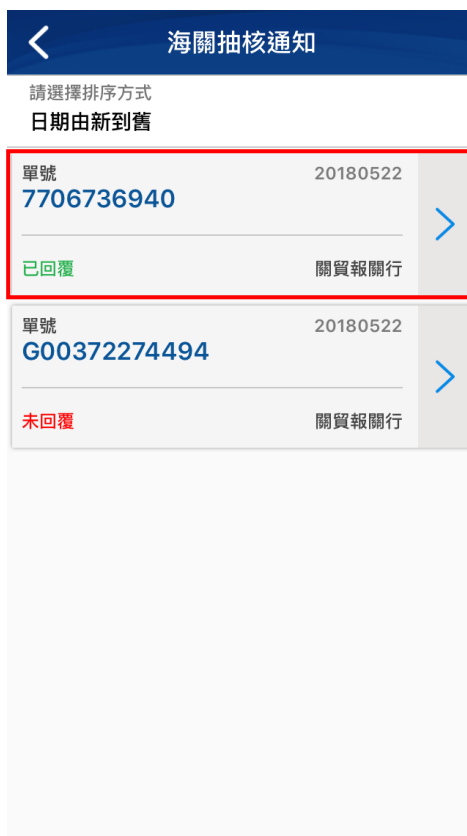 海關抽核通知
請選擇排序方式
日期由新到舊
單號 20180522
7706736940
已回覆 關貿報關行
單號 20180522
G00372274494
未回覆 關貿報關行